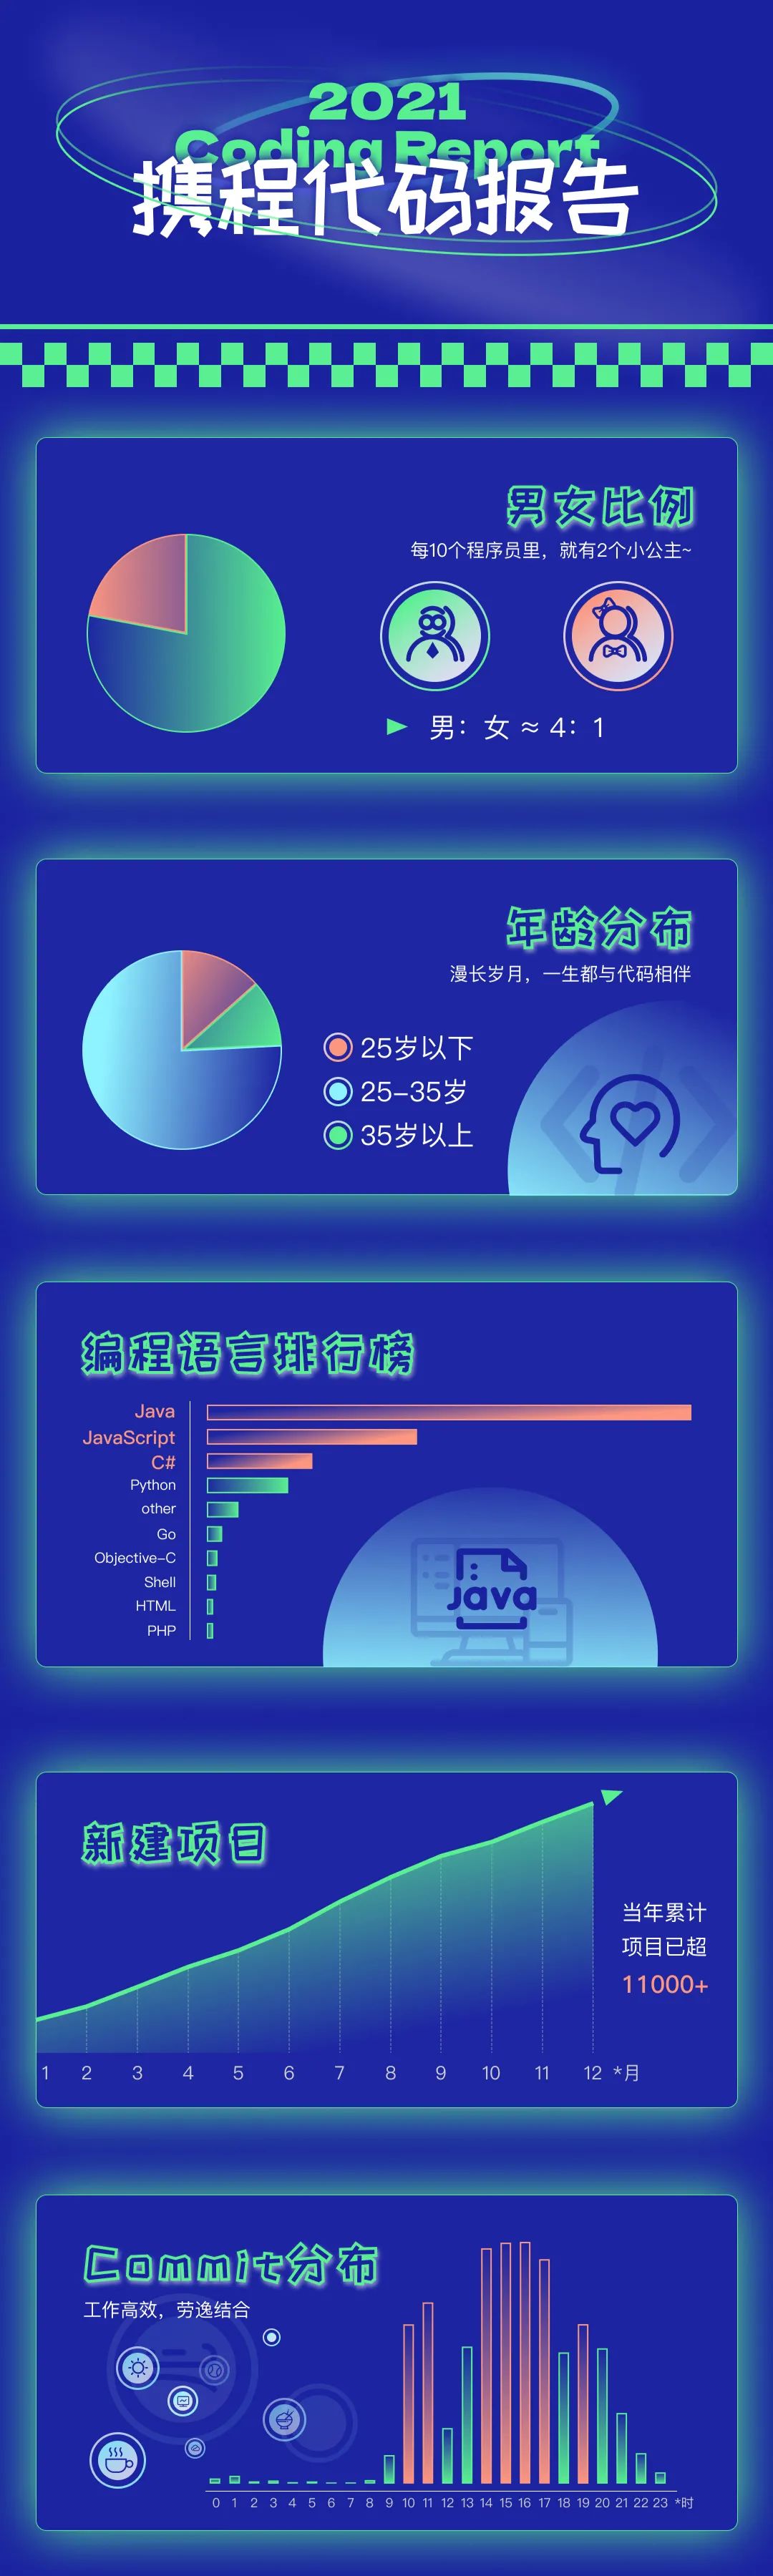 2021
Coding Report
携程代码报告
男女比例
每10个程序员里，就有2个小公主~
男：女 ≈ 4：1
年龄分布
漫长岁月，一生都与代码相伴
25岁以下
25-35岁
35岁以上
编程语言排行榜
Java
JavaScript
C#
Python
other
Go
Objective-C
Shell
HTML
PHP
java
新建项目
当年累计
项目已超
11000+
1 2 3 4 5 6 7 8 9 10 11 12 *月
Commit分布
工作高效，劳逸结合
0 1 2 3 4 5 6 7 8 9 10 11 12 13 14 15 16 17 18 19 20 21 22 23 *时